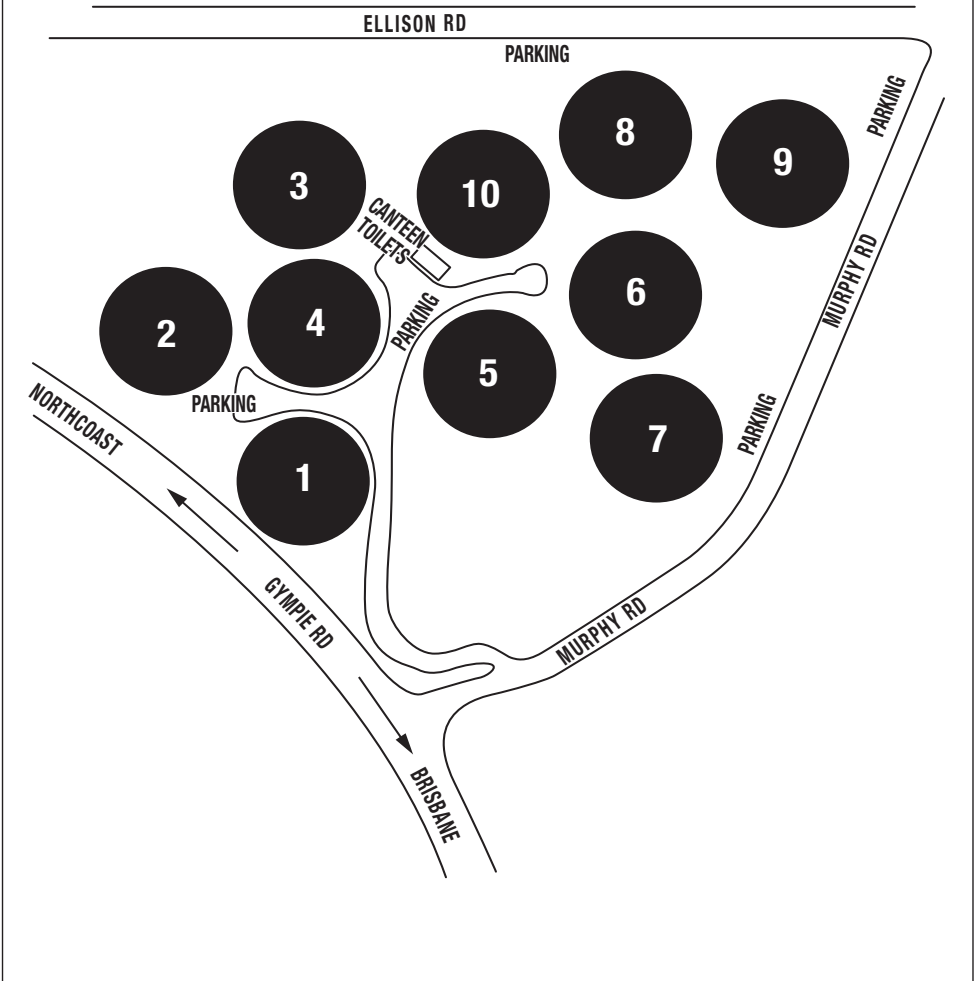 ELLISON RD
PARKING
PARKING
8
9
3
10
CANTEEN
TOILETS
MURPHY RD
6
PARKING
4
2
5
PARKING
NORTHCOAST
PARKING
7
1
GYMPIE RD
MURPHY RD
BRISBANE